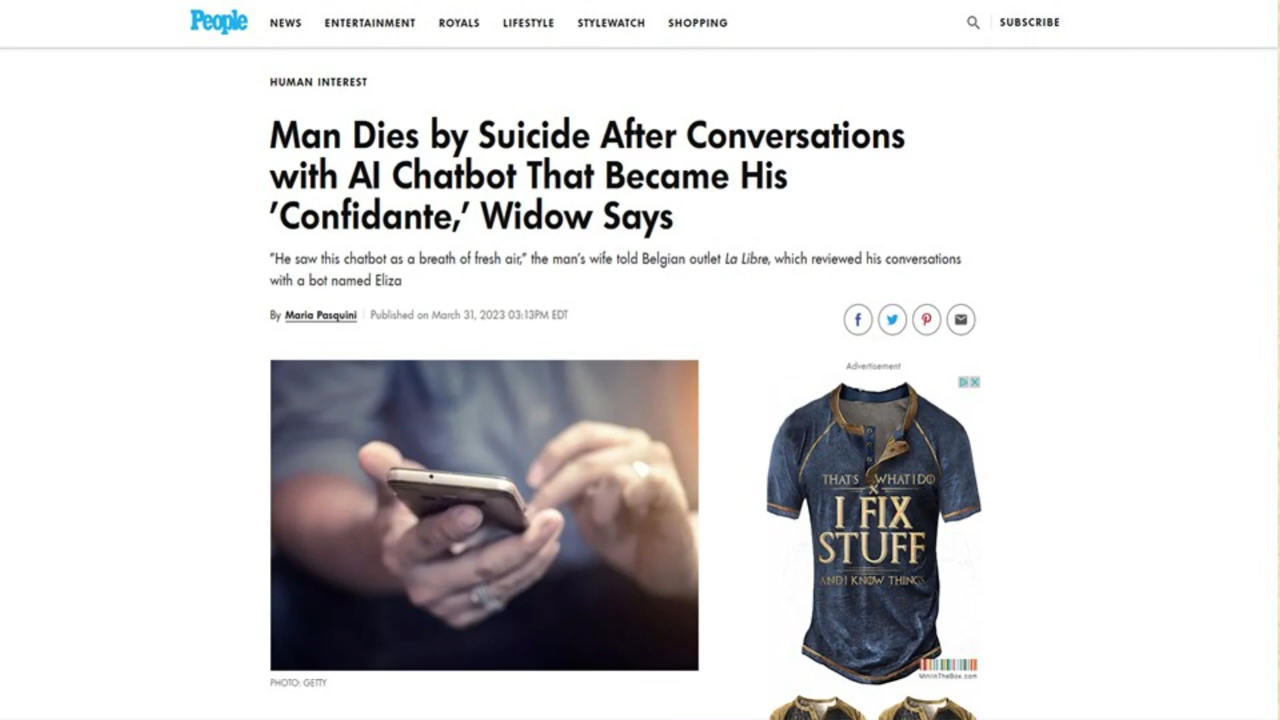 People
NEWS ENTERTAINMENT ROYALS LIFESTYLE STYLEWATCH SHOPPING SUBSCRIBE
HUMAN INTEREST
Man Dies by Suicide After Conversations
with AI Chatbot That Became His
'Confidante,' Widow Says
"He saw this chatbot as a breath of fresh air," the man's wife told Belgian outlet La Libre, which reviewed his conversations
with a bot named Eliza
By Maria Pasquini Published on March 31, 2023 03:13PM EDT
Advertisement
THAT'S WHAT I DO
I FIX
STUFF
AND I KNOW THINGS
MiniInTheBox.com
PHOTO: GETTY